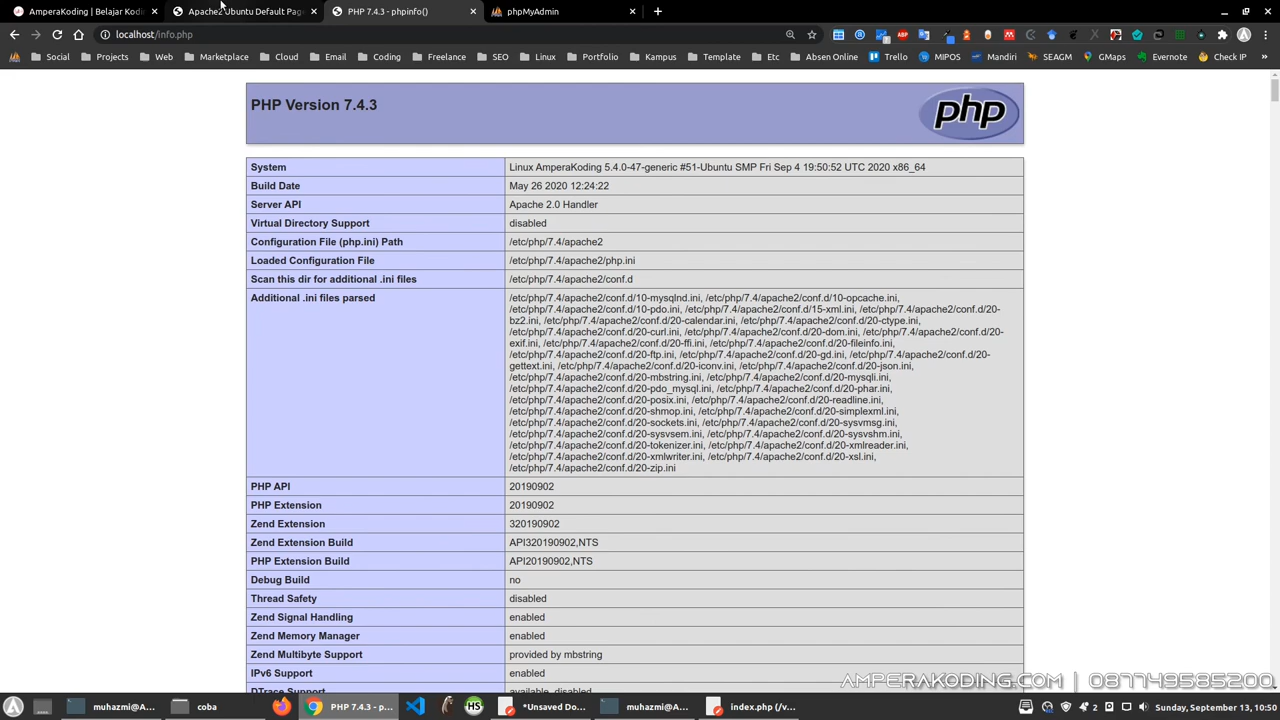 AmperaKoding | Belajar Kodi
Apache2 Ubuntu Default Page
PHP 7.4.3 - phpinfo()
phpMyAdmin
localhost/info.php
Social
Projects
Web
Marketplace
Cloud
Email
Coding
Freelance
SEO
Linux
Portfolio
Kampus
Template
Etc
Absen Online
Trello
MIPOS
Mandiri
SEAGM
GMaps
Evernote
Check IP
PHP Version 7.4.3
php
System Linux AmperaKoding 5.4.0-47-generic #51-Ubuntu SMP Fri Sep 4 19:50:52 UTC 2020 x86_64
Build Date May 26 2020 12:24:22
Server API Apache 2.0 Handler
Virtual Directory Support disabled
Configuration File (php.ini) Path /etc/php/7.4/apache2
Loaded Configuration File /etc/php/7.4/apache2/php.ini
Scan this dir for additional .ini files /etc/php/7.4/apache2/conf.d
Additional .ini files parsed /etc/php/7.4/apache2/conf.d/10-mysqlnd.ini, /etc/php/7.4/apache2/conf.d/10-opcache.ini,
/etc/php/7.4/apache2/conf.d/10-pdo.ini, /etc/php/7.4/apache2/conf.d/15-xml.ini, /etc/php/7.4/apache2/conf.d/20-
bz2.ini, /etc/php/7.4/apache2/conf.d/20-calendar.ini, /etc/php/7.4/apache2/conf.d/20-ctype.ini,
/etc/php/7.4/apache2/conf.d/20-curl.ini, /etc/php/7.4/apache2/conf.d/20-dom.ini, /etc/php/7.4/apache2/conf.d/20-
exif.ini, /etc/php/7.4/apache2/conf.d/20-ffi.ini, /etc/php/7.4/apache2/conf.d/20-fileinfo.ini,
/etc/php/7.4/apache2/conf.d/20-ftp.ini, /etc/php/7.4/apache2/conf.d/20-gd.ini, /etc/php/7.4/apache2/conf.d/20-
gettext.ini, /etc/php/7.4/apache2/conf.d/20-iconv.ini, /etc/php/7.4/apache2/conf.d/20-json.ini,
/etc/php/7.4/apache2/conf.d/20-mbstring.ini, /etc/php/7.4/apache2/conf.d/20-mysqli.ini,
/etc/php/7.4/apache2/conf.d/20-pdo_mysql.ini, /etc/php/7.4/apache2/conf.d/20-phar.ini,
/etc/php/7.4/apache2/conf.d/20-posix.ini, /etc/php/7.4/apache2/conf.d/20-readline.ini,
/etc/php/7.4/apache2/conf.d/20-shmop.ini, /etc/php/7.4/apache2/conf.d/20-simplexml.ini,
/etc/php/7.4/apache2/conf.d/20-sockets.ini, /etc/php/7.4/apache2/conf.d/20-sysvmsg.ini,
/etc/php/7.4/apache2/conf.d/20-sysvsem.ini, /etc/php/7.4/apache2/conf.d/20-sysvshm.ini,
/etc/php/7.4/apache2/conf.d/20-tokenizer.ini, /etc/php/7.4/apache2/conf.d/20-xmlreader.ini,
/etc/php/7.4/apache2/conf.d/20-xmlwriter.ini, /etc/php/7.4/apache2/conf.d/20-xsl.ini,
/etc/php/7.4/apache2/conf.d/20-zip.ini
PHP API 20190902
PHP Extension 20190902
Zend Extension 320190902
Zend Extension Build API320190902,NTS
PHP Extension Build API20190902,NTS
Debug Build no
Thread Safety disabled
Zend Signal Handling enabled
Zend Memory Manager enabled
Zend Multibyte Support provided by mbstring
IPv6 Support enabled
DTrace Support available, disabled
AMPERAKODING.COM | 087749585200
muhazmi@A...
coba
PHP 7.4.3 - p...
HS
*Unsaved Do...
muhazmi@A...
index.php (/v...
2
Sunday, September 13, 10:50